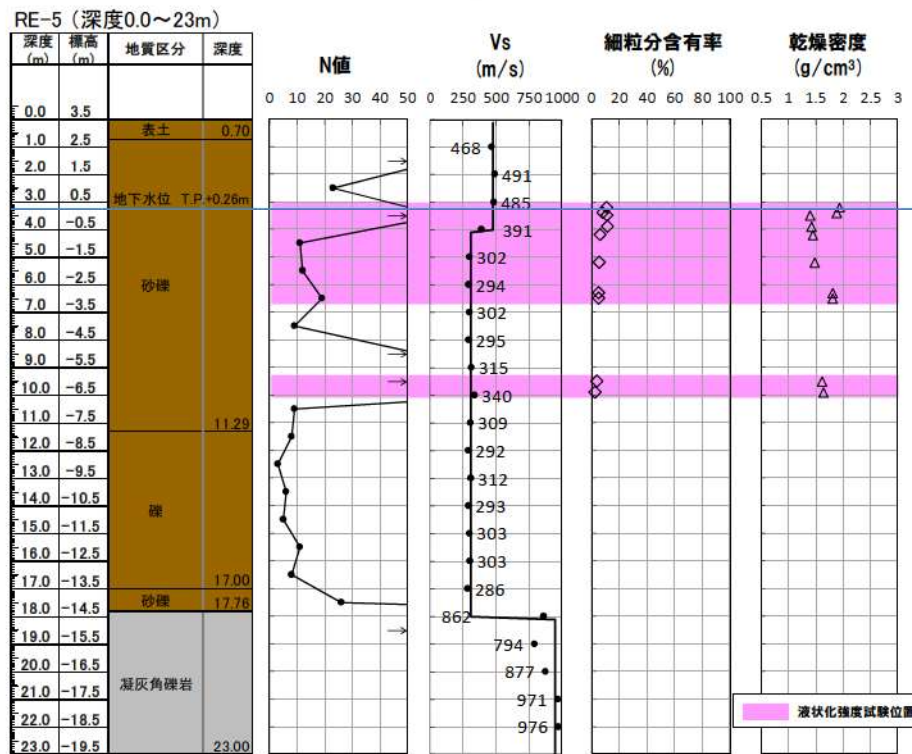 RE-5（深度0.0～23m）
深度 標高 地質区分 深度
(m) (m)
N値
Vs
(m/s)
細粒分含有率
(%)
乾燥密度
(g/cm³)
0 10 20 30 40 50
0 250 500 750 1000
0 20 40 60 80 100
0.5 1 1.5 2 2.5 3
0.0 3.5
表土 0.70
1.0 2.5
468
2.0 1.5
491
3.0 0.5
地下水位 T.P.+0.26m
485
4.0 -0.5
391
5.0 -1.5
302
6.0 -2.5
砂礫
294
7.0 -3.5
302
8.0 -4.5
295
9.0 -5.5
315
10.0 -6.5
340
11.0 -7.5
11.29
309
12.0 -8.5
292
13.0 -9.5
312
14.0 -10.5
293
礫
15.0 -11.5
303
16.0 -12.5
303
17.0 -13.5
17.00
286
砂礫 17.76
18.0 -14.5
862
19.0 -15.5
794
20.0 -16.5
877
凝灰角礫岩
21.0 -17.5
971
22.0 -18.5
976
23.0 -19.5
23.00
液状化強度試験位置